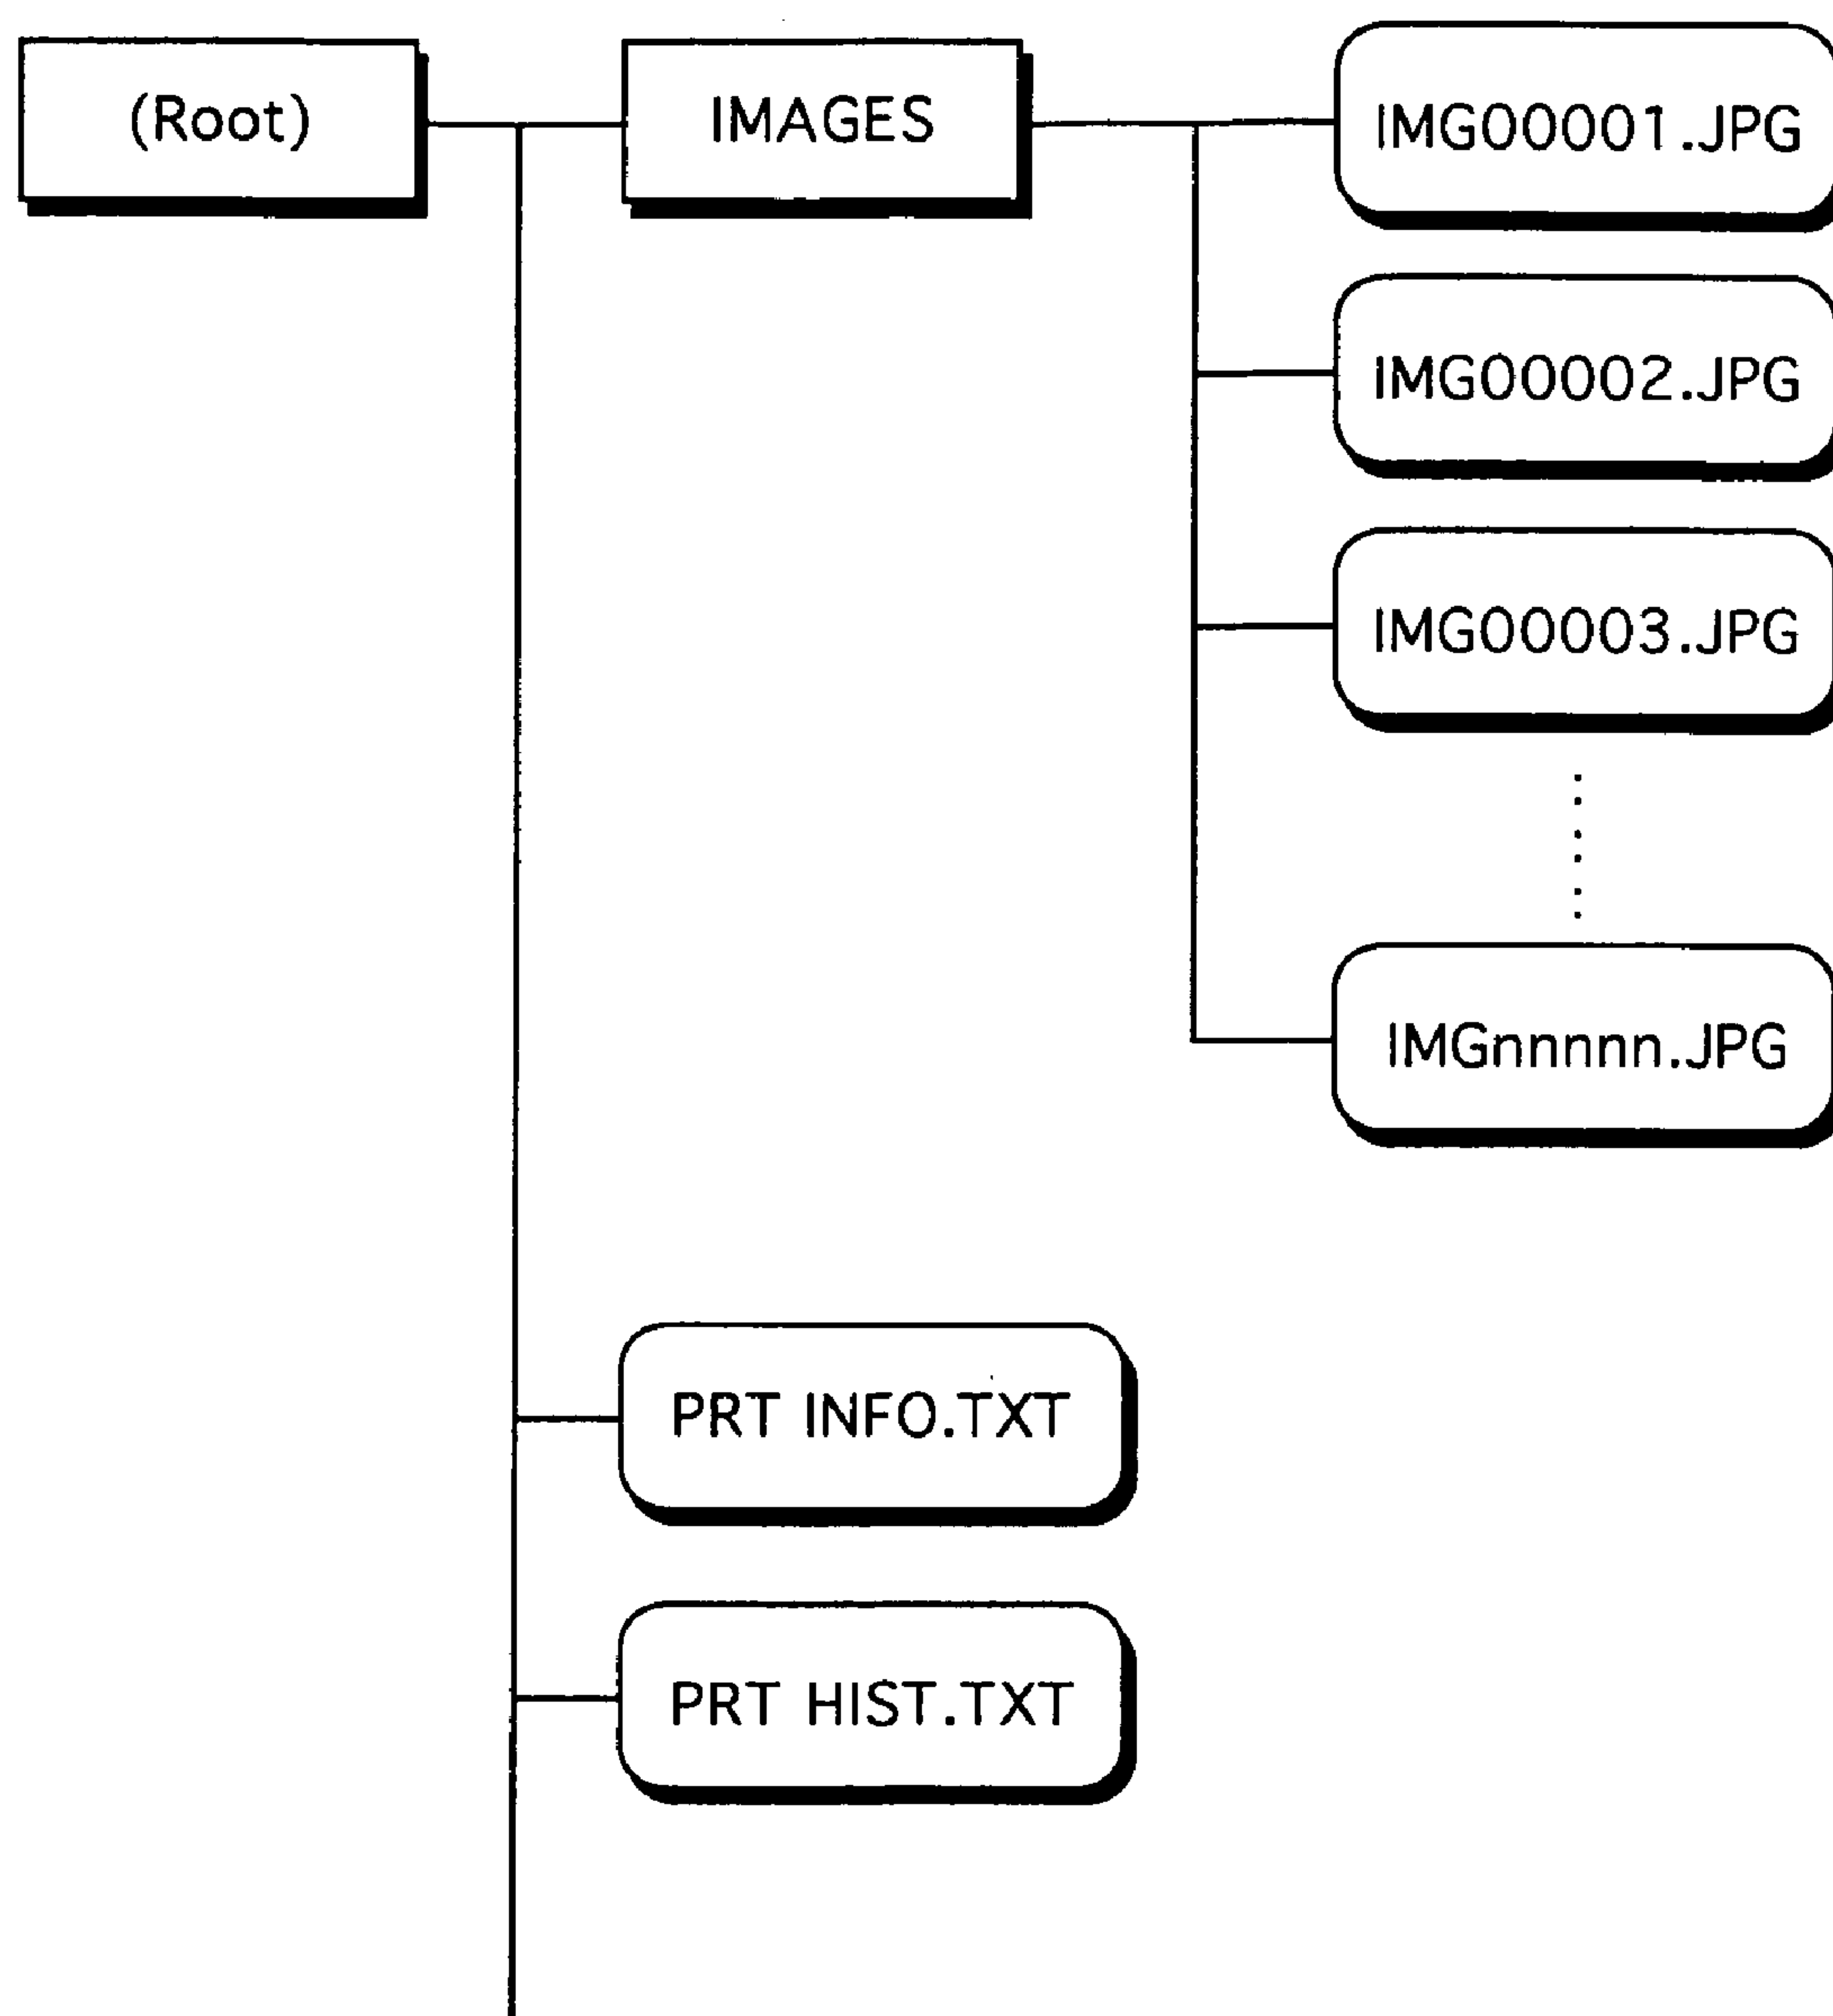 (Root)
IMAGES
IMG00001.JPG
IMG00002.JPG
IMG00003.JPG
IMGnnnnn.JPG
PRT INFO.TXT
PRT HIST.TXT